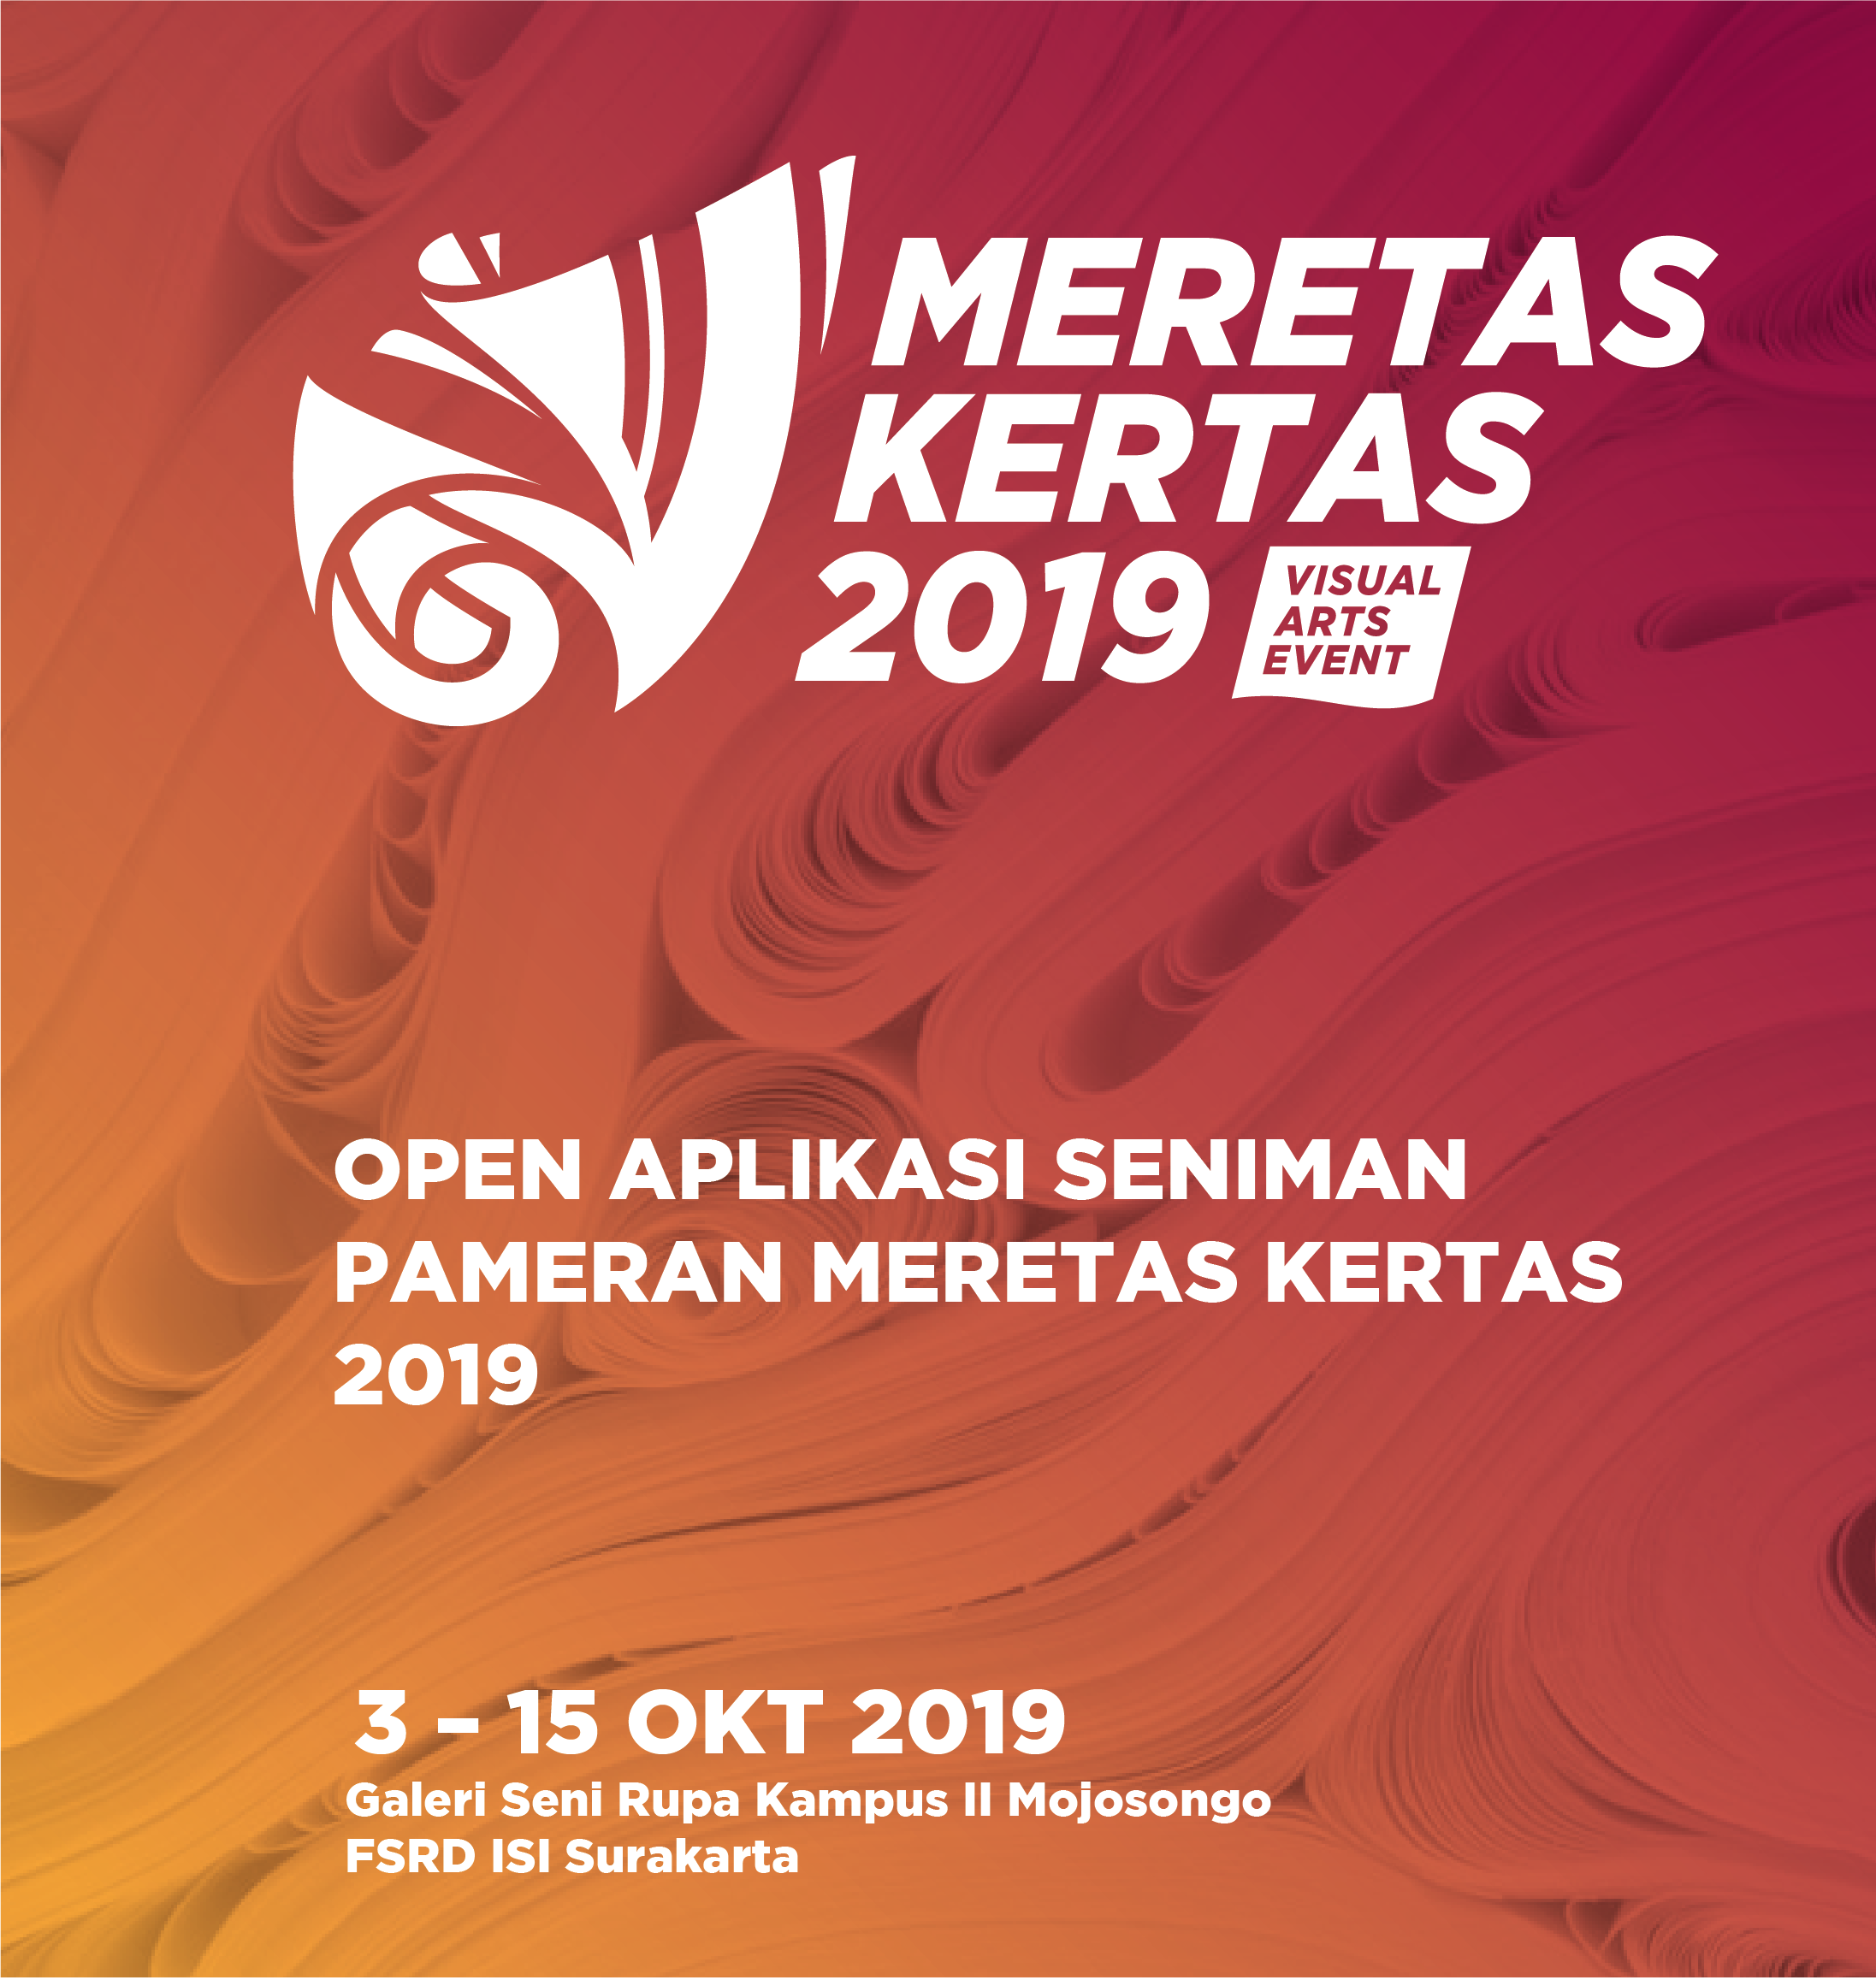 MERETAS
KERTAS
2019
VISUAL
ARTS
EVENT
OPEN APLIKASI SENIMAN
PAMERAN MERETAS KERTAS
2019
3 – 15 OKT 2019
Galeri Seni Rupa Kampus II Mojosongo
FSRD ISI Surakarta